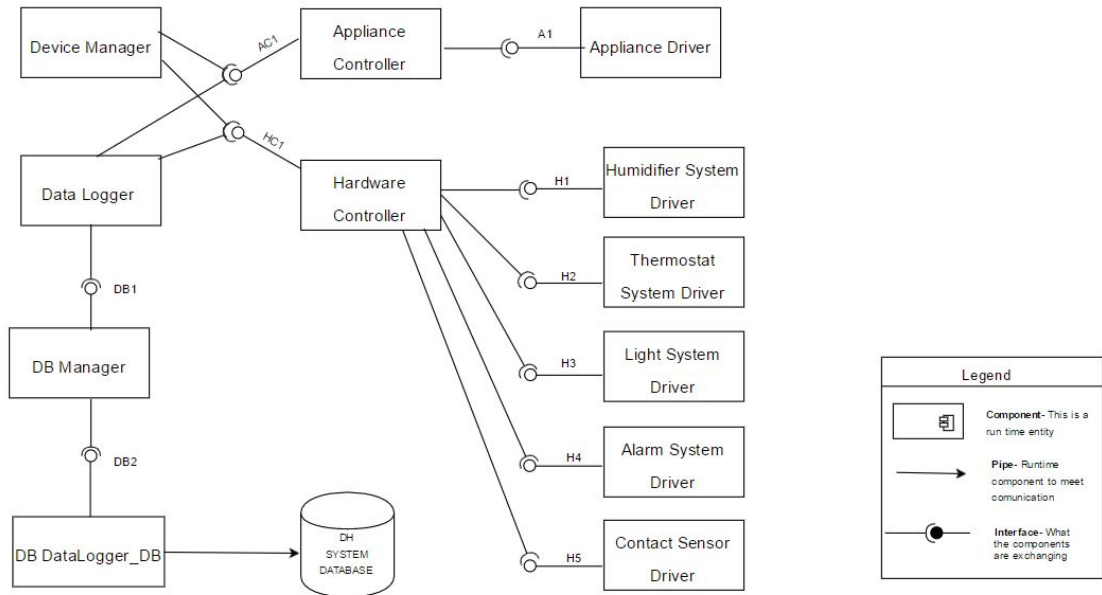 Device Manager
AC1
Appliance
Controller
A1
Appliance Driver
HC1
Data Logger
Hardware
Controller
H1
Humidifier System
Driver
H2
Thermostat
System Driver
DB1
H3
Light System
Driver
DB Manager
DB2
H4
Alarm System
Driver
DB DataLogger_DB
DH
SYSTEM
DATABASE
H5
Contact Sensor
Driver
Legend
Component- This is a
run time entity
Pipe- Runtime
component to meet
comunication
Interface- What
the components
are exchanging